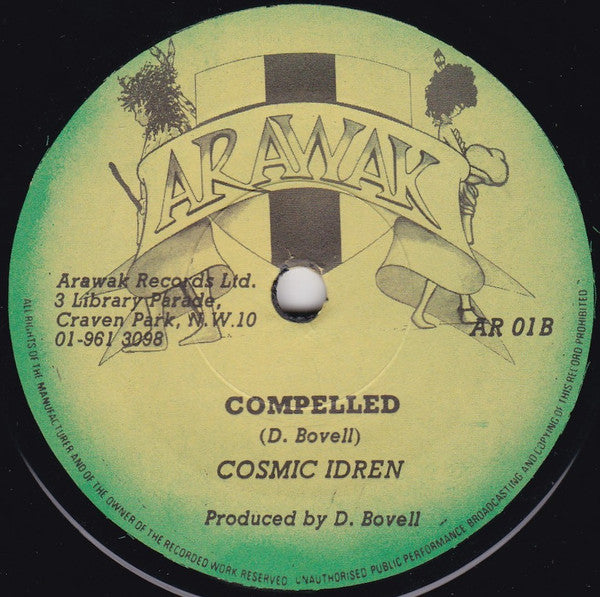 ARAWAK
Arawak Records Ltd.
3 Library Parade,
Craven Park, N.W.10
01-961 3098
AR 01B
COMPELLED
(D. Bovell)
COSMIC IDREN
Produced by D. Bovell
ALL RIGHTS OF THE MANUFACTURER AND OF THE OWNER OF THE RECORDED WORK RESERVED. UNAUTHORISED PUBLIC PERFORMANCE BROADCASTING AND COPYING OF THIS RECORD PROHIBITED